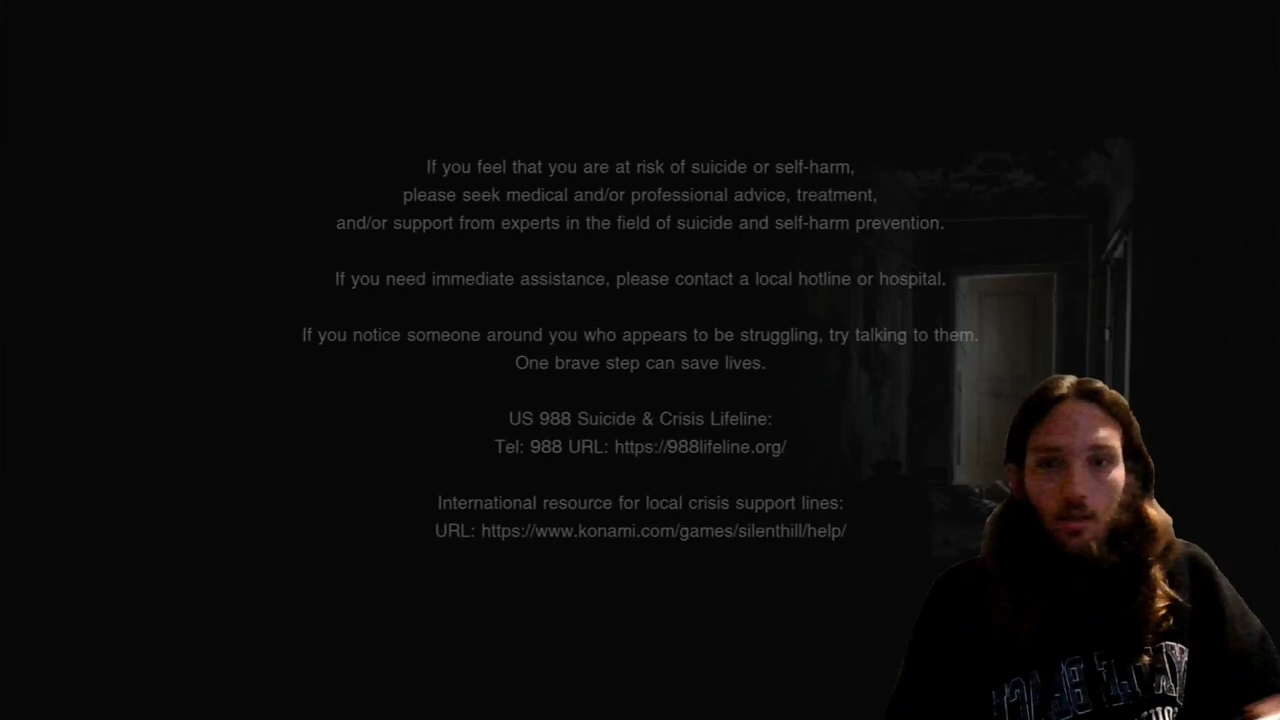 If you feel that you are at risk of suicide or self-harm,
please seek medical and/or professional advice, treatment,
and/or support from experts in the field of suicide and self-harm prevention.
If you need immediate assistance, please contact a local hotline or hospital.
If you notice someone around you who appears to be struggling, try talking to them.
One brave step can save lives.
US 988 Suicide & Crisis Lifeline:
Tel: 988 URL: https://988lifeline.org/
International resource for local crisis support lines:
URL: https://www.konami.com/games/silenthill/help/